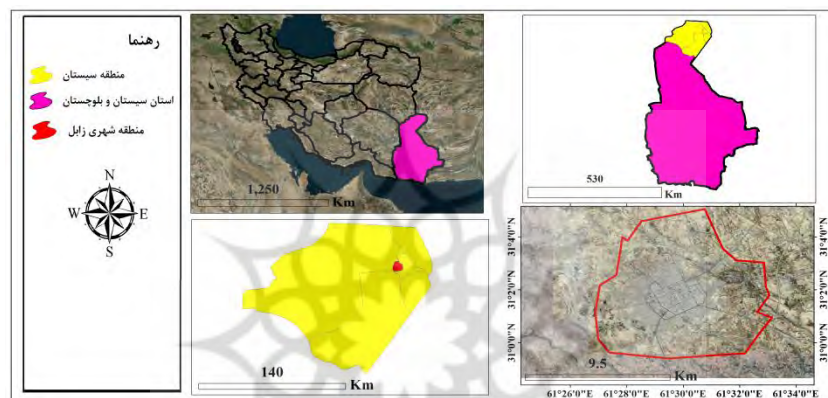 راهنما
منطقه سیستان
استان سیستان و بلوچستان
منطقه شهری زابل
N
W E
S
1,250
Km
530
Km
140
Km
9.5
Km
31°4'0"N
31°2'0"N
31°0'0"N
31°4'0"N
31°2'0"N
31°0'0"N
61°26'0"E 61°28'0"E 61°30'0"E 61°32'0"E 61°34'0"E